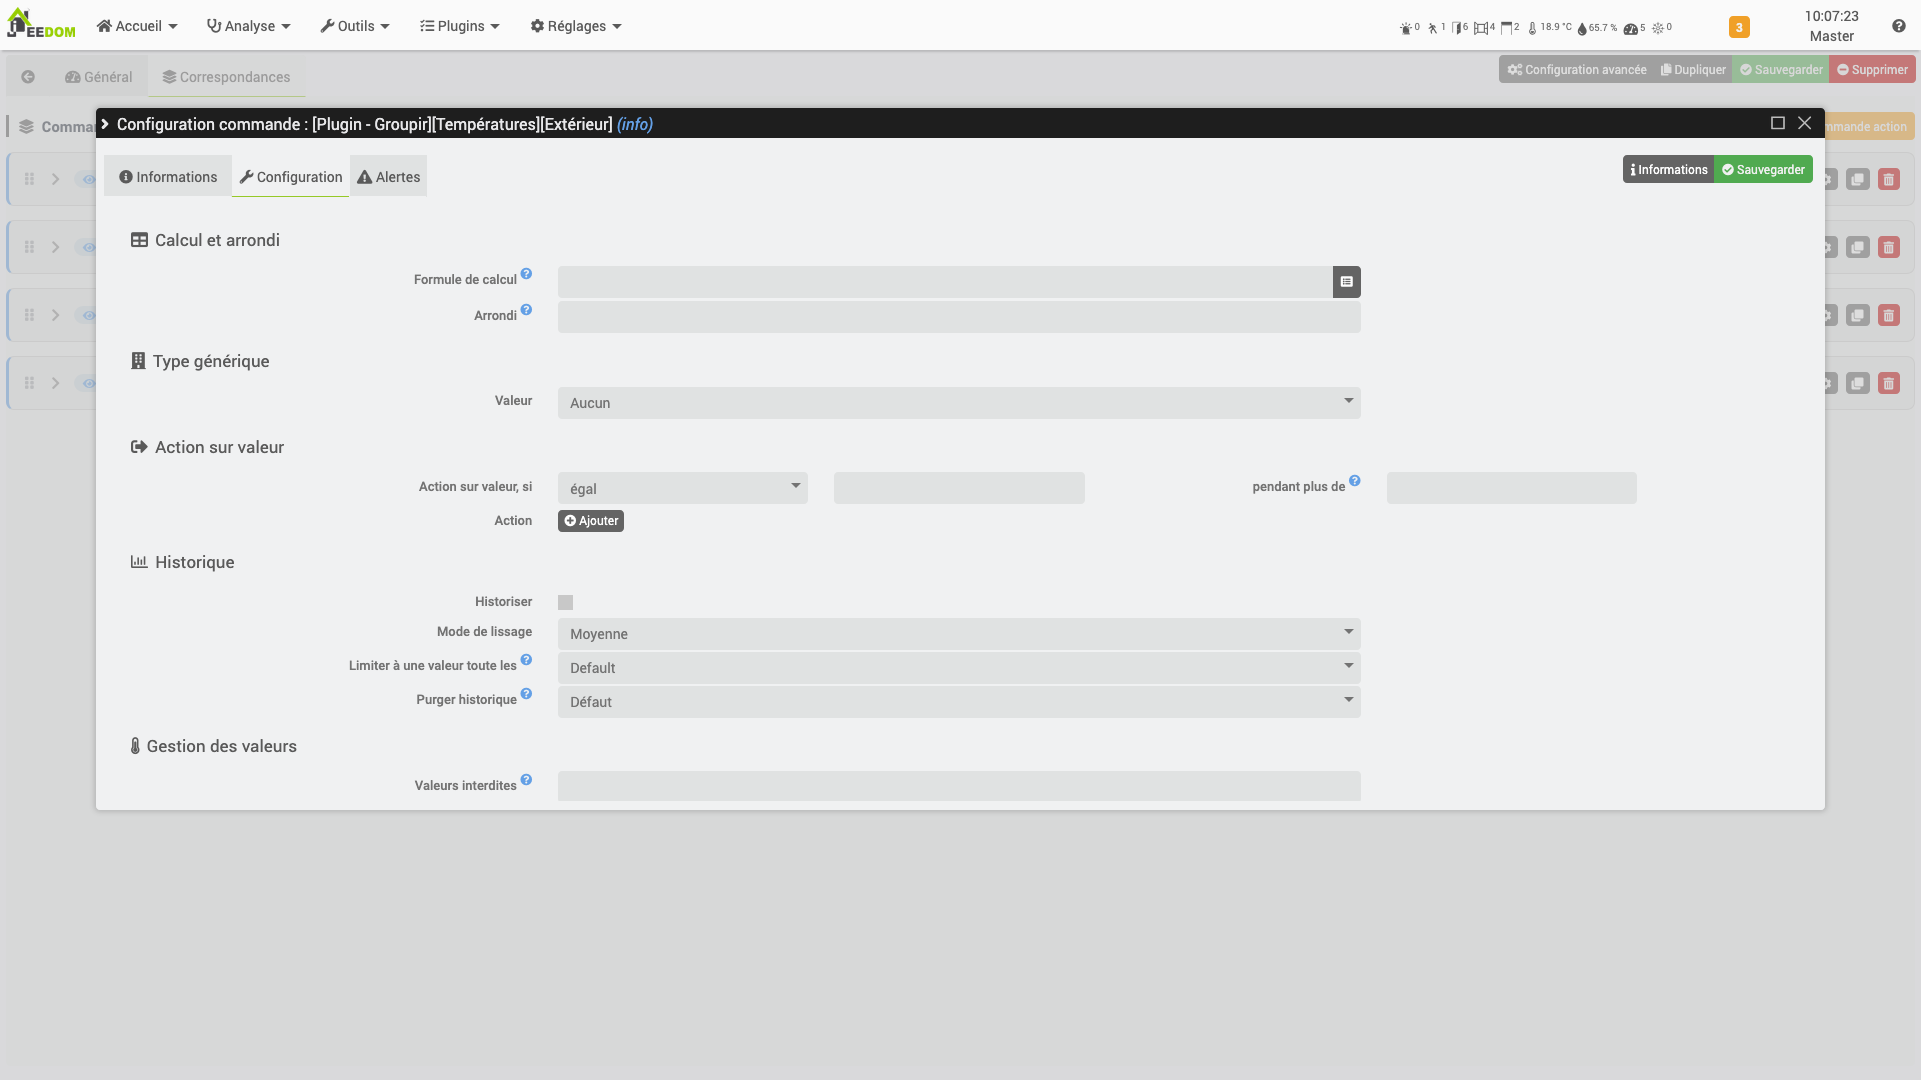 EEDOM
Accueil
Analyse
Outils
Plugins
Réglages
0 1 6 4 2 18.9 °C 65.7 % 5 0
3
10:07:23
Master
Général
Correspondances
Configuration avancée
Dupliquer
Sauvegarder
Supprimer
Comma
mmande action
Configuration commande : [Plugin - Groupir][Températures][Extérieur] (info)
Informations
Configuration
Alertes
Informations
Sauvegarder
Calcul et arrondi
Formule de calcul
Arrondi
Type générique
Valeur
Aucun
Action sur valeur
Action sur valeur, si
égal
pendant plus de
Action
Ajouter
Historique
Historiser
Mode de lissage
Moyenne
Limiter à une valeur toute les
Default
Purger historique
Défaut
Gestion des valeurs
Valeurs interdites